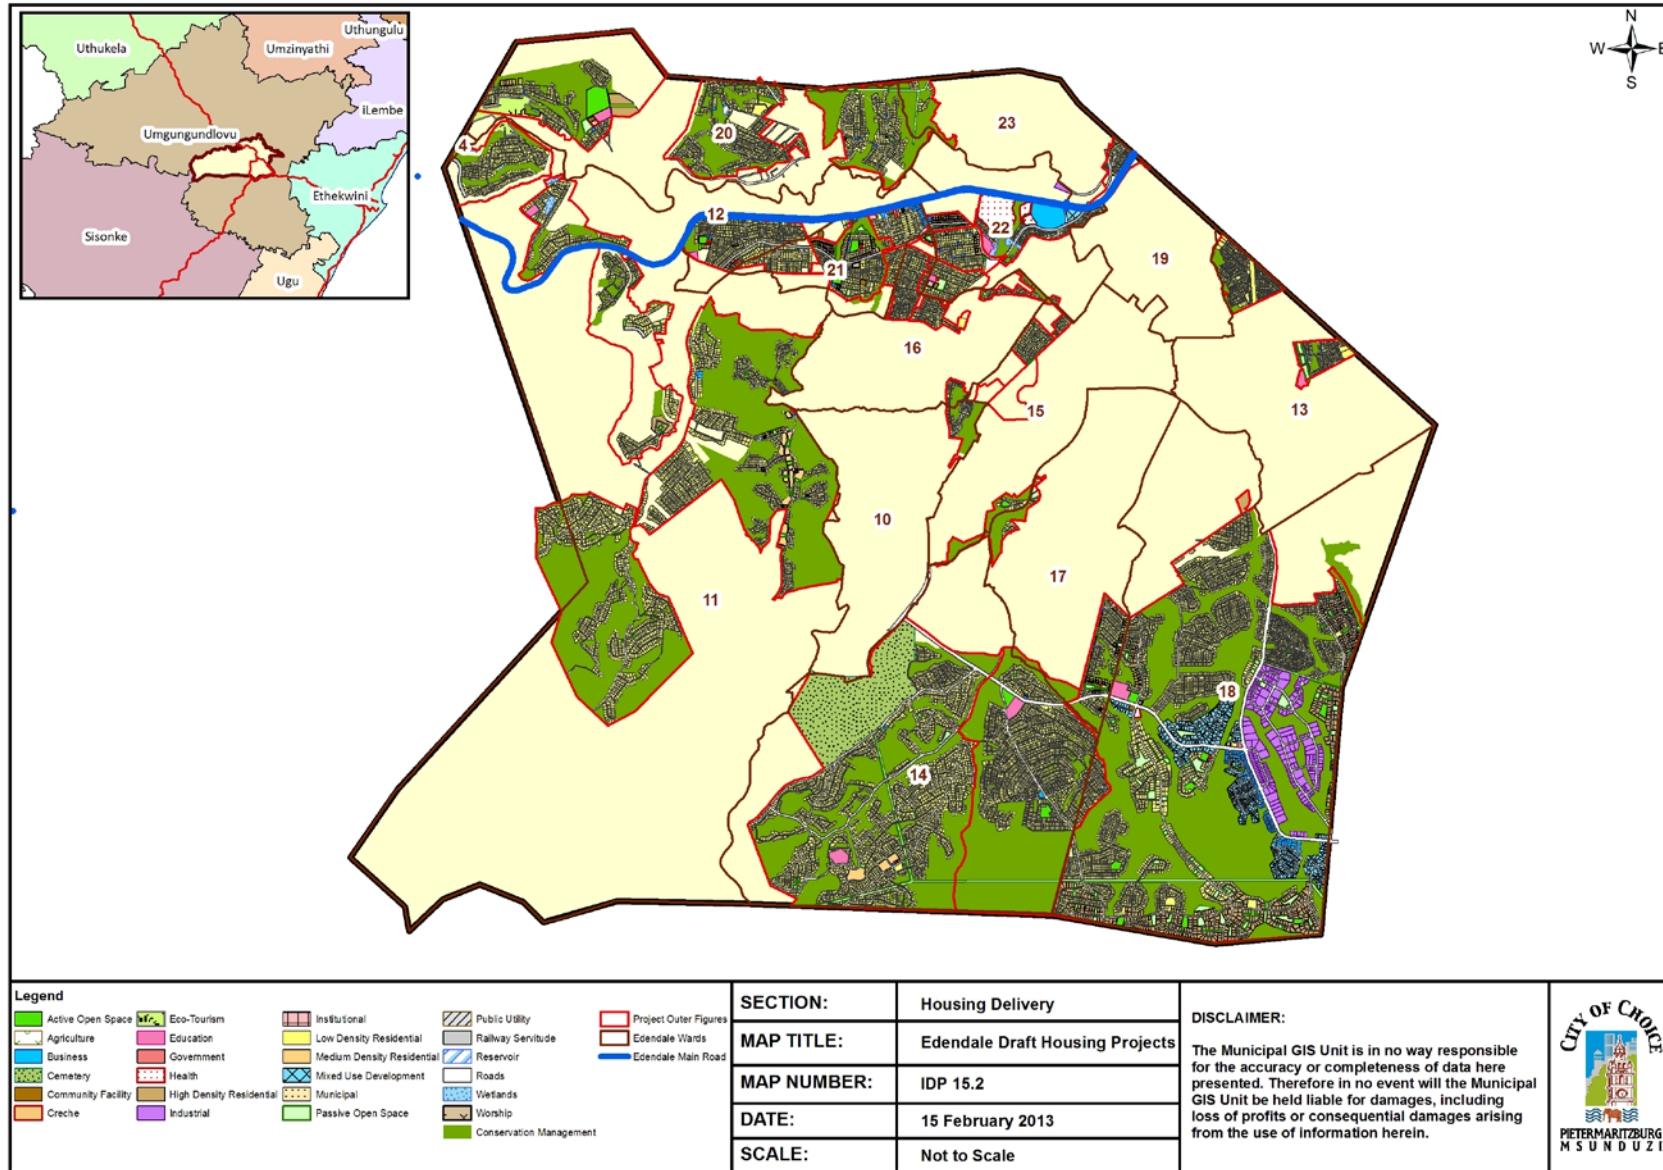 Uthungulu
Uthukela
Umzinyathi
iLembe
Umgungundlovu
Ethekwini
Sisonke
Ugu
N
W E
S
23
20
4
12
22
21
19
16
15
13
10
17
11
18
14
Legend
Active Open Space
Agriculture
Business
Cemetery
Community Facility
Creche
Eco-Tourism
Education
Government
Health
High Density Residential
Industrial
Institutional
Low Density Residential
Medium Density Residential
Mixed Use Development
Municipal
Passive Open Space
Public Utility
Railway Servitude
Reservoir
Roads
Wetlands
Worship
Conservation Management
Project Outer Figures
Edendale Wards
Edendale Main Road
SECTION: Housing Delivery
MAP TITLE: Edendale Draft Housing Projects
MAP NUMBER: IDP 15.2
DATE: 15 February 2013
SCALE: Not to Scale
DISCLAIMER:
The Municipal GIS Unit is in no way responsible
for the accuracy or completeness of data here
presented. Therefore in no event will the Municipal
GIS Unit be held liable for damages, including
loss of profits or consequential damages arising
from the use of information herein.
CITY OF CHOICE
PIETERMARITZBURG
MSUNDUZI